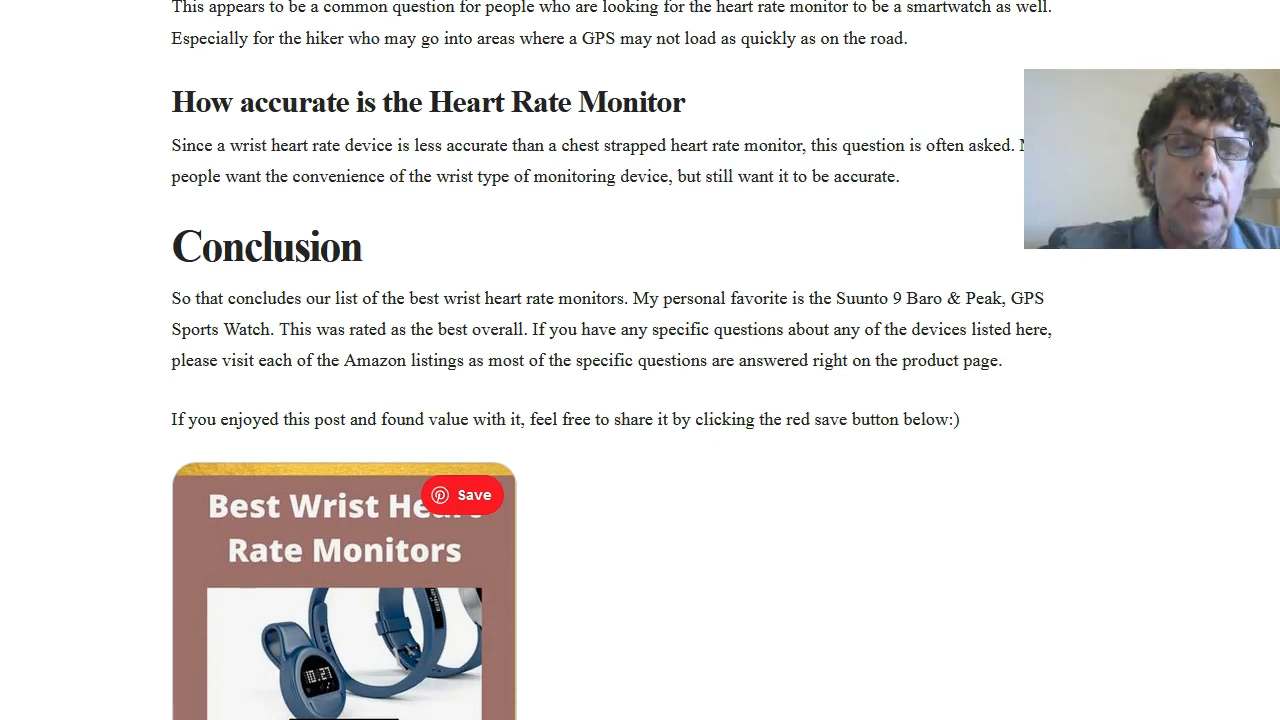 This appears to be a common question for people who are looking for the heart rate monitor to be a smartwatch as well.
Especially for the hiker who may go into areas where a GPS may not load as quickly as on the road.
How accurate is the Heart Rate Monitor
Since a wrist heart rate device is less accurate than a chest strapped heart rate monitor, this question is often asked.
people want the convenience of the wrist type of monitoring device, but still want it to be accurate.
Conclusion
So that concludes our list of the best wrist heart rate monitors. My personal favorite is the Suunto 9 Baro & Peak, GPS
Sports Watch. This was rated as the best overall. If you have any specific questions about any of the devices listed here,
please visit each of the Amazon listings as most of the specific questions are answered right on the product page.
If you enjoyed this post and found value with it, feel free to share it by clicking the red save button below:)
Save
Best Wrist
Rate Monitors
10:27